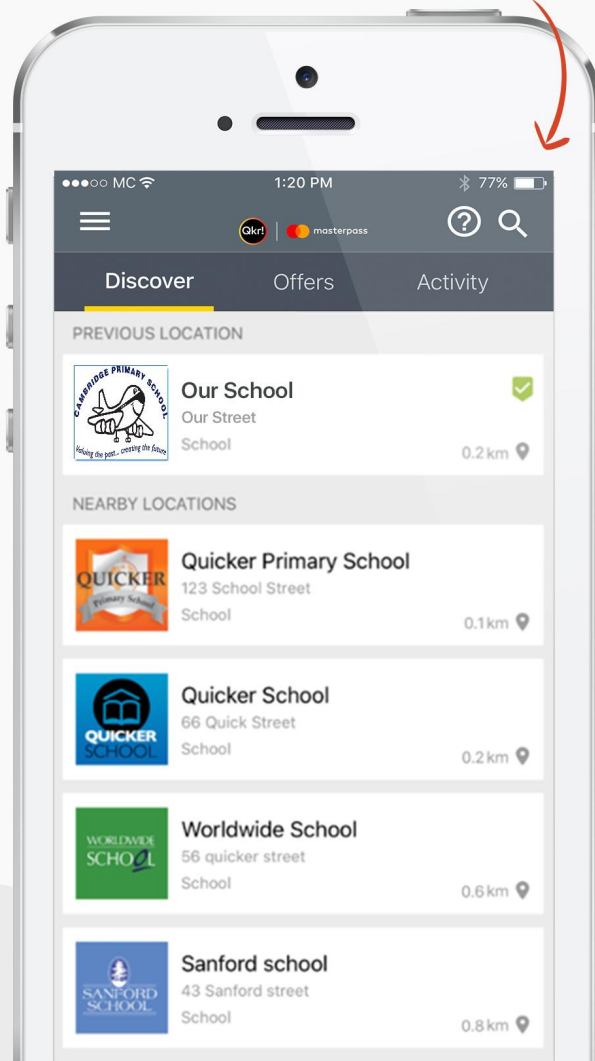 MC 1:20 PM 77%
Qkr! masterpass
Discover Offers Activity
PREVIOUS LOCATION
CAMBRIDGE PRIMARY SCHOOL
Valuing the past... creating the future
Our School
Our Street
School
0.2 km
NEARBY LOCATIONS
QUICKER
Primary School
Quicker Primary School
123 School Street
School
0.1 km
QUICKER
SCHOOL
Quicker School
66 Quick Street
School
0.2 km
WORLDWIDE
SCHOOL
Worldwide School
56 quicker street
School
0.6 km
SANFORD
SCHOOL
Sanford school
43 Sanford street
School
0.8 km